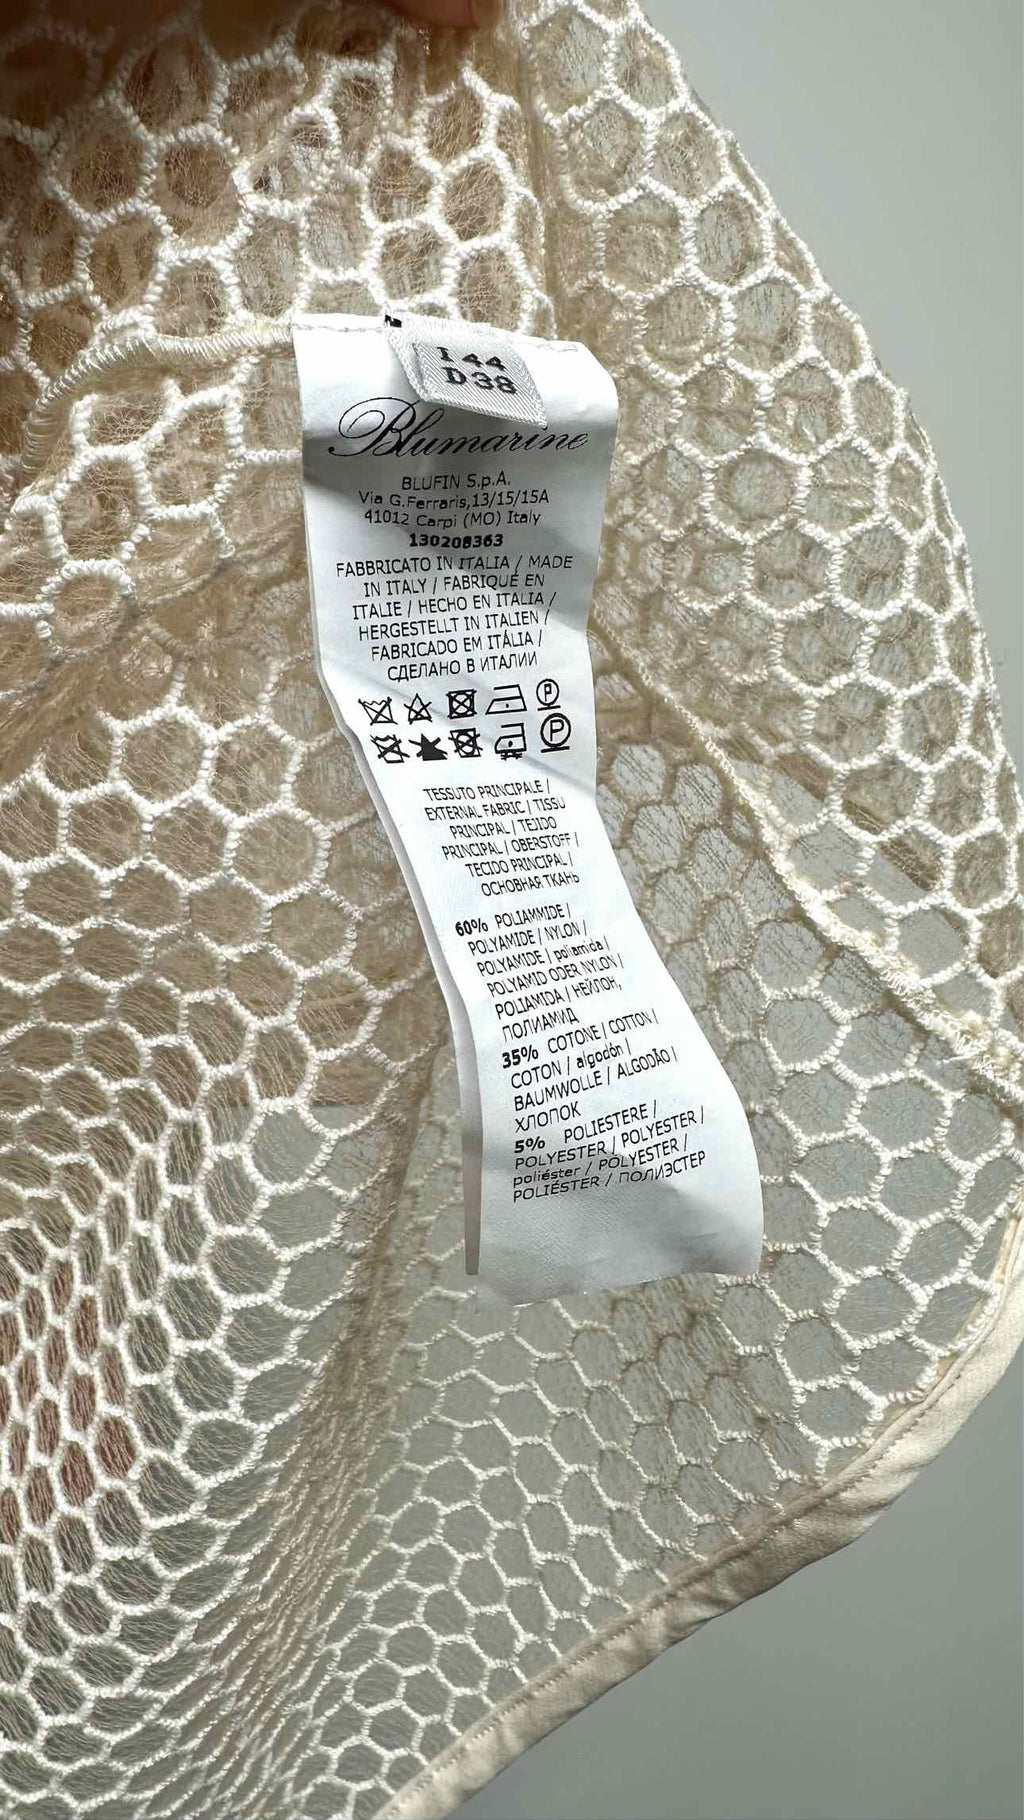 I 44
D 38
Blumarine
BLUFIN S.p.A.
Via G.Ferraris,13/15/15A
41012 Carpi (MO) Italy
130208363
FABBRICATO IN ITALIA / MADE
IN ITALY / FABRIQUÉ EN
ITALIE / HECHO EN ITALIA /
HERGESTELLT IN ITALIEN /
FABRICADO EM ITÁLIA /
СДЕЛАНО В ИТАЛИИ
P
P
TESSUTO PRINCIPALE /
EXTERNAL FABRIC / TISSU
PRINCIPAL / TEJIDO
PRINCIPAL / OBERSTOFF /
TECIDO PRINCIPAL /
ОСНОВНАЯ ТКАНЬ
60% POLIAMMIDE /
POLYAMIDE / NYLON /
POLYAMIDE / poliamida /
POLYAMID ODER NYLON /
POLIAMIDA / НЕЙЛОН,
ПОЛИАМИД
35% COTONE / COTTON /
COTON / algodón /
BAUMWOLLE / ALGODÃO /
ХЛОПОК
5% POLIESTERE /
POLYESTER / POLYESTER /
poliéster / POLYESTER /
POLIÉSTER / ПОЛИЭСТЕР